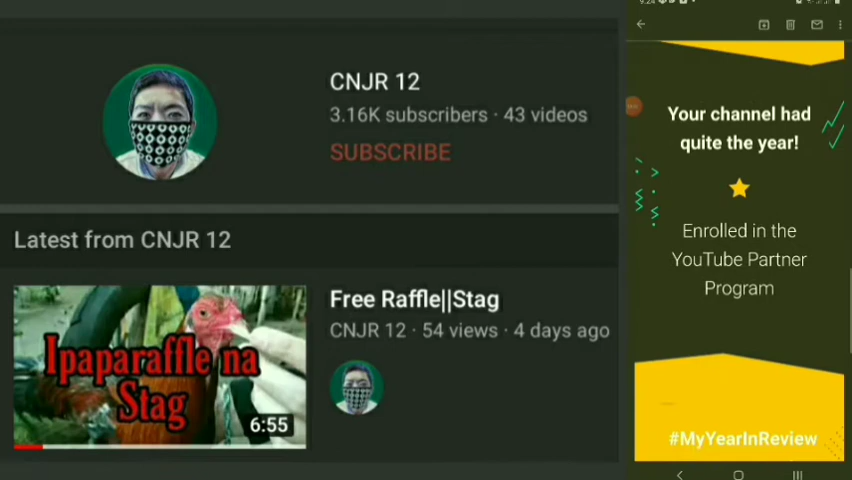 CNJR 12
3.16K subscribers · 43 videos
SUBSCRIBE
Latest from CNJR 12
Ipaparaffle na
Stag
6:55
Free Raffle||Stag
CNJR 12 · 54 views · 4 days ago
9:24
Your channel had
quite the year!
Enrolled in the
YouTube Partner
Program
#MyYearInReview